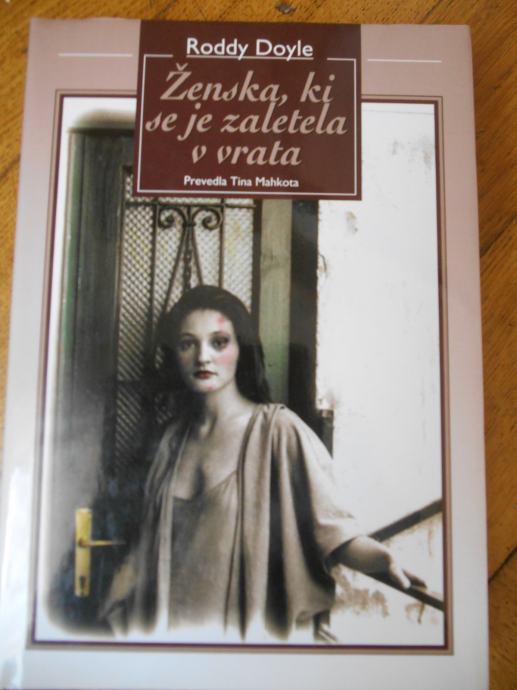 Roddy Doyle
Ženska, ki
se je zaletela
v vrata
Prevedla Tina Mahkota